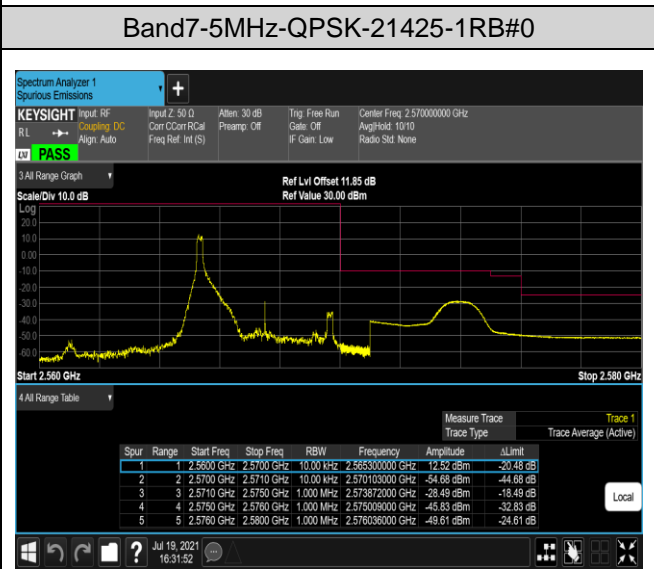 Band7-5MHz-QPSK-21425-1RB#0
Spectrum Analyzer 1
Spurious Emissions
+
KEYSIGHT Input: RF Input Z: 50 Ω Atten: 30 dB Trig: Free Run Center Freq: 2.570000000 GHz
RL Coupling: DC Corr CCorr RCal Preamp: Off Gate: Off Avg|Hold: 10/10
Align: Auto Freq Ref: Int (S) IF Gain: Low Radio Std: None
LXI PASS
3 All Range Graph
Ref Lvl Offset 11.85 dB
Scale/Div 10.0 dB Ref Value 30.00 dBm
Log
20.0
10.0
0.00
-10.0
-20.0
-30.0
-40.0
-50.0
-60.0
Start 2.560 GHz Stop 2.580 GHz
4 All Range Table
Measure Trace Trace 1
Trace Type Trace Average (Active)
Spur Range Start Freq Stop Freq RBW Frequency Amplitude ΔLimit
1 1 2.5600 GHz 2.5700 GHz 10.00 kHz 2.565300000 GHz 12.52 dBm -20.48 dB
2 2 2.5700 GHz 2.5710 GHz 10.00 kHz 2.570103000 GHz -54.68 dBm -44.68 dB
3 3 2.5710 GHz 2.5750 GHz 1.000 MHz 2.573872000 GHz -28.49 dBm -18.49 dB
4 4 2.5750 GHz 2.5760 GHz 1.000 MHz 2.575009000 GHz -45.83 dBm -32.83 dB
5 5 2.5760 GHz 2.5800 GHz 1.000 MHz 2.576036000 GHz -49.61 dBm -24.61 dB
Local
? Jul 19, 2021
16:31:52